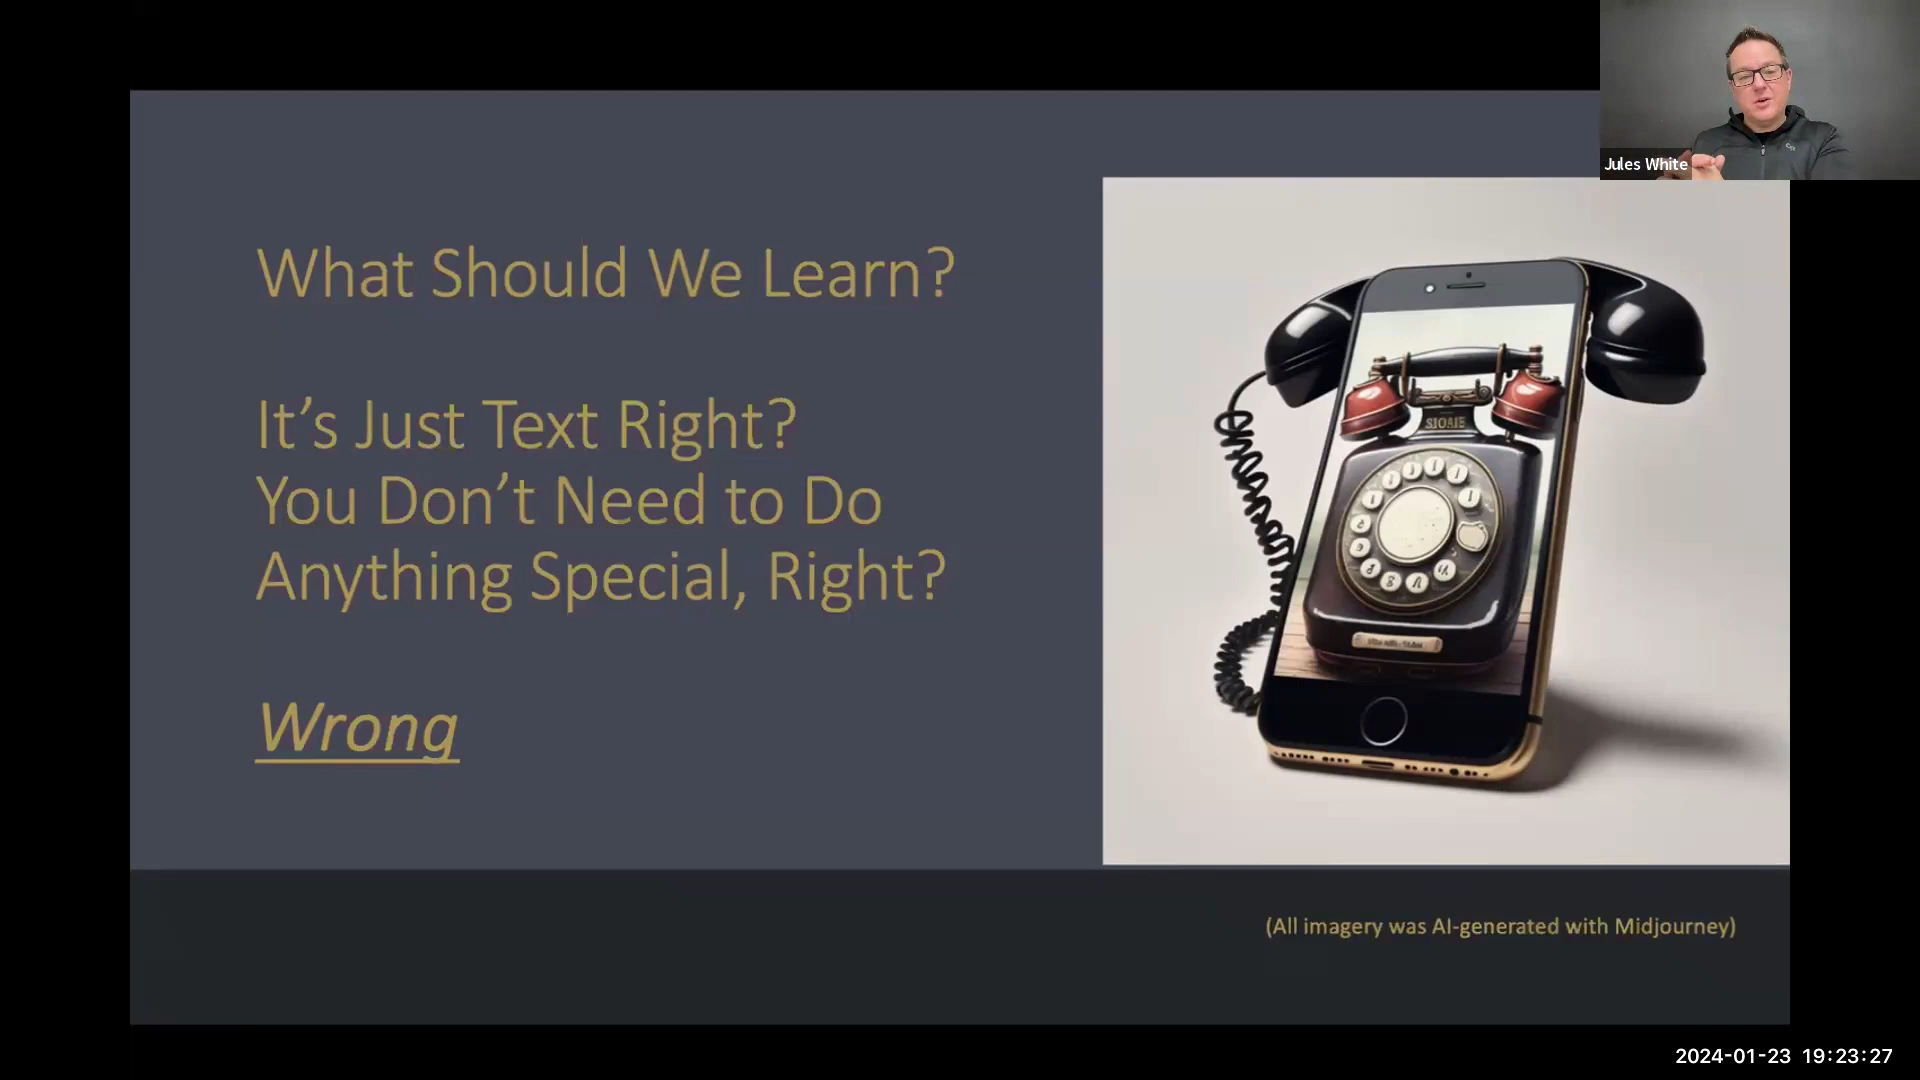 Jules White
What Should We Learn?
It's Just Text Right?
You Don't Need to Do
Anything Special, Right?
Wrong
(All imagery was AI-generated with Midjourney)
2024-01-23 19:23:27